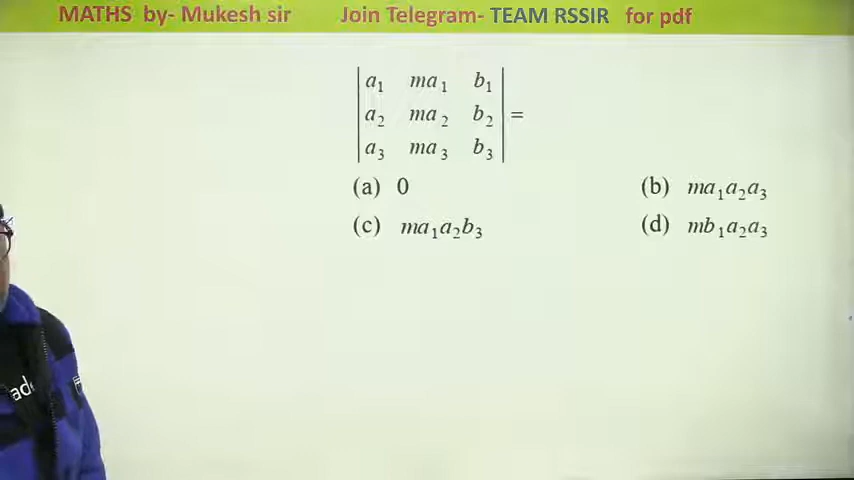 MATHS by- Mukesh sir Join Telegram- TEAM RSSIR for pdf
| a₁ ma₁ b₁ |
| a₂ ma₂ b₂ | =
| a₃ ma₃ b₃ |
(a) 0 (b) ma₁a₂a₃
(c) ma₁a₂b₃ (d) mb₁a₂a₃